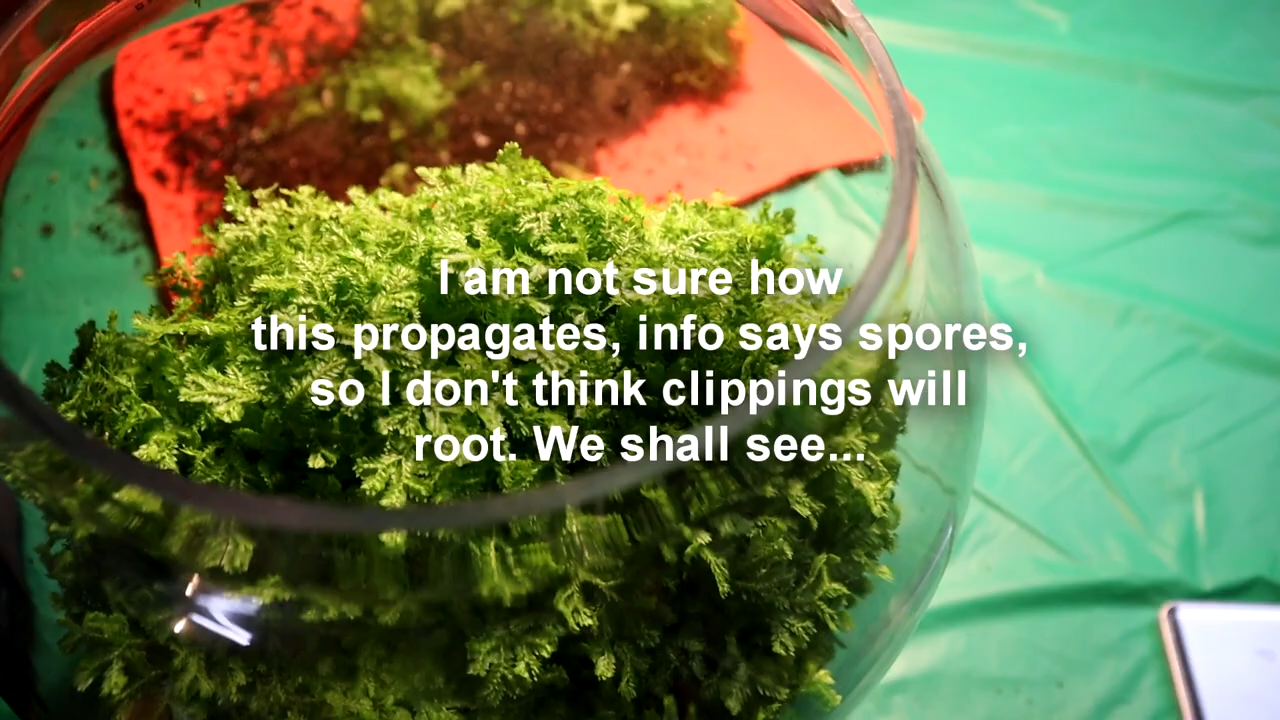 I am not sure how
this propagates, info says spores,
so I don't think clippings will
root. We shall see...